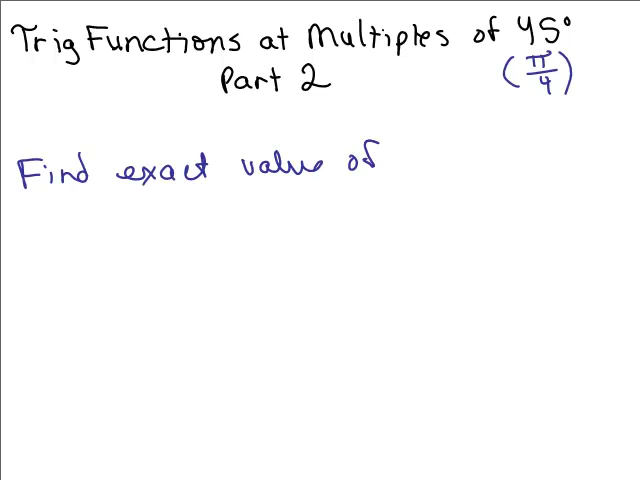 Trig Functions at Multiples of 45°
Part 2 (π/4)
Find exact value of